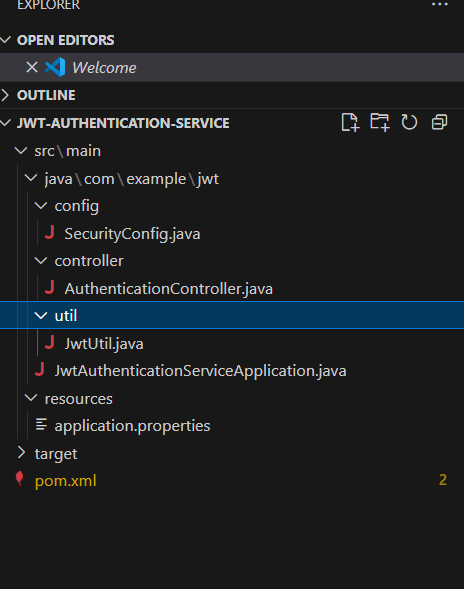 EXPLORER
OPEN EDITORS
Welcome
OUTLINE
JWT-AUTHENTICATION-SERVICE
src\main
java\com\example\jwt
config
SecurityConfig.java
controller
AuthenticationController.java
util
JwtUtil.java
JwtAuthenticationServiceApplication.java
resources
application.properties
target
pom.xml 2